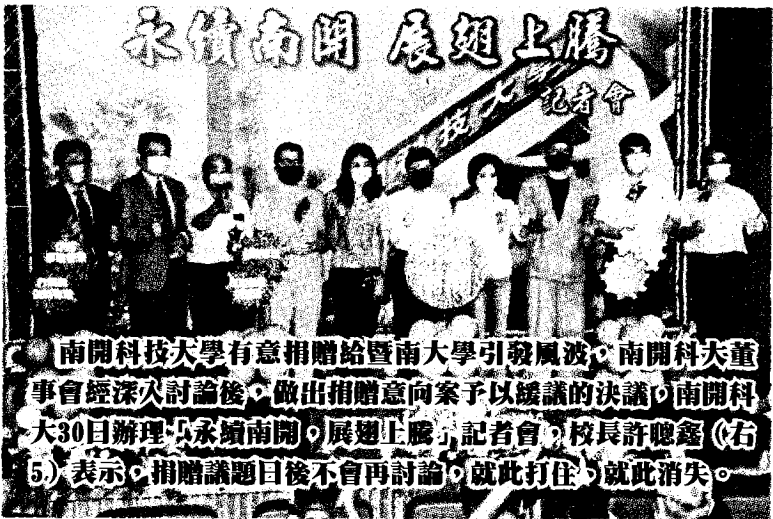 永續南開 展翅上騰
記者會
科技大學
南開科技大學有意捐贈給暨南大學引發風波，南開科大董
事會經深入討論後，做出捐贈意向案予以緩議的決議，南開科
大30日辦理「永續南開，展翅上騰」記者會，校長許聰鑫（右
5.）表示，捐贈議題日後不會再討論，就此打住、就此消失。